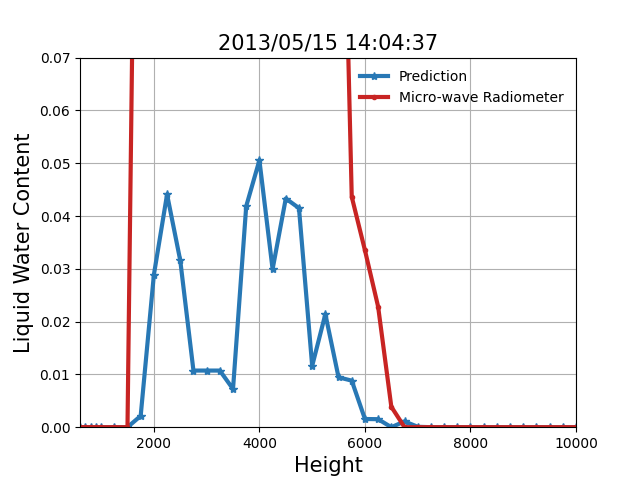 2013/05/15 14:04:37
Prediction
Micro-wave Radiometer
Liquid Water Content
0.07
0.06
0.05
0.04
0.03
0.02
0.01
0.00
2000 4000 6000 8000 10000
Height